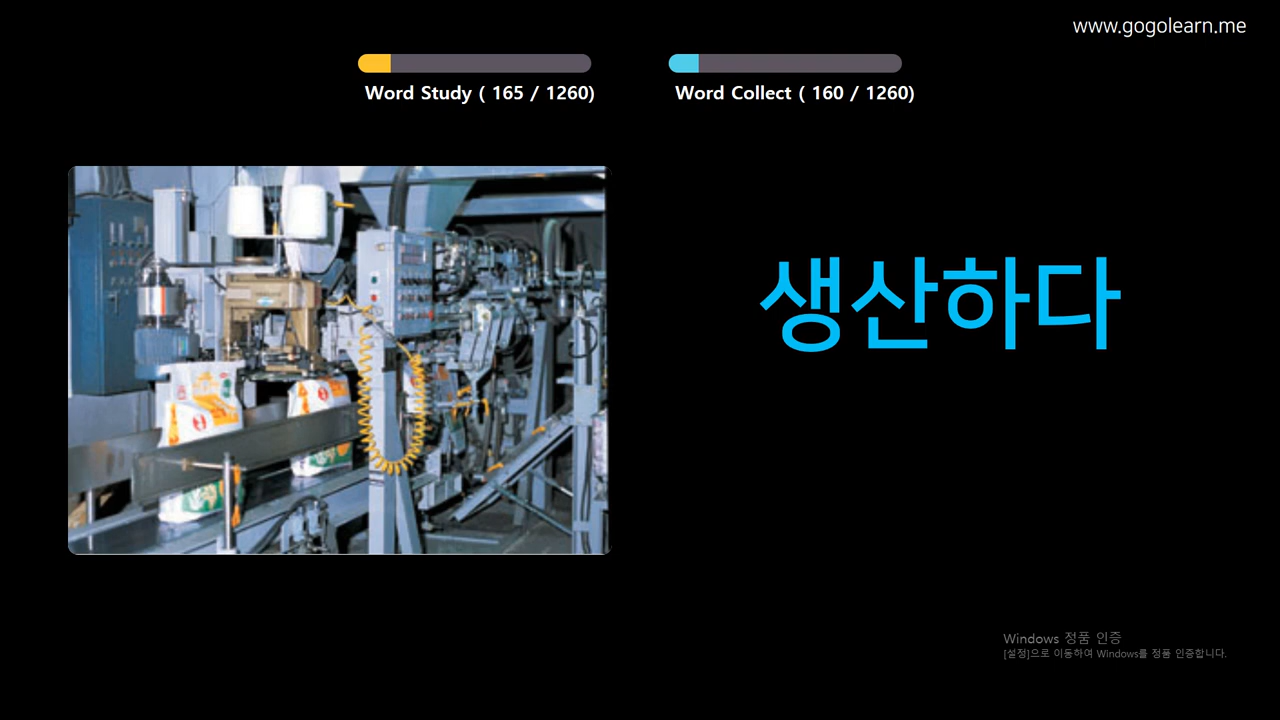 www.gogolearn.me
Word Study ( 165 / 1260)
Word Collect ( 160 / 1260)
생산하다
Windows 정품 인증
[설정]으로 이동하여 Windows를 정품 인증합니다.